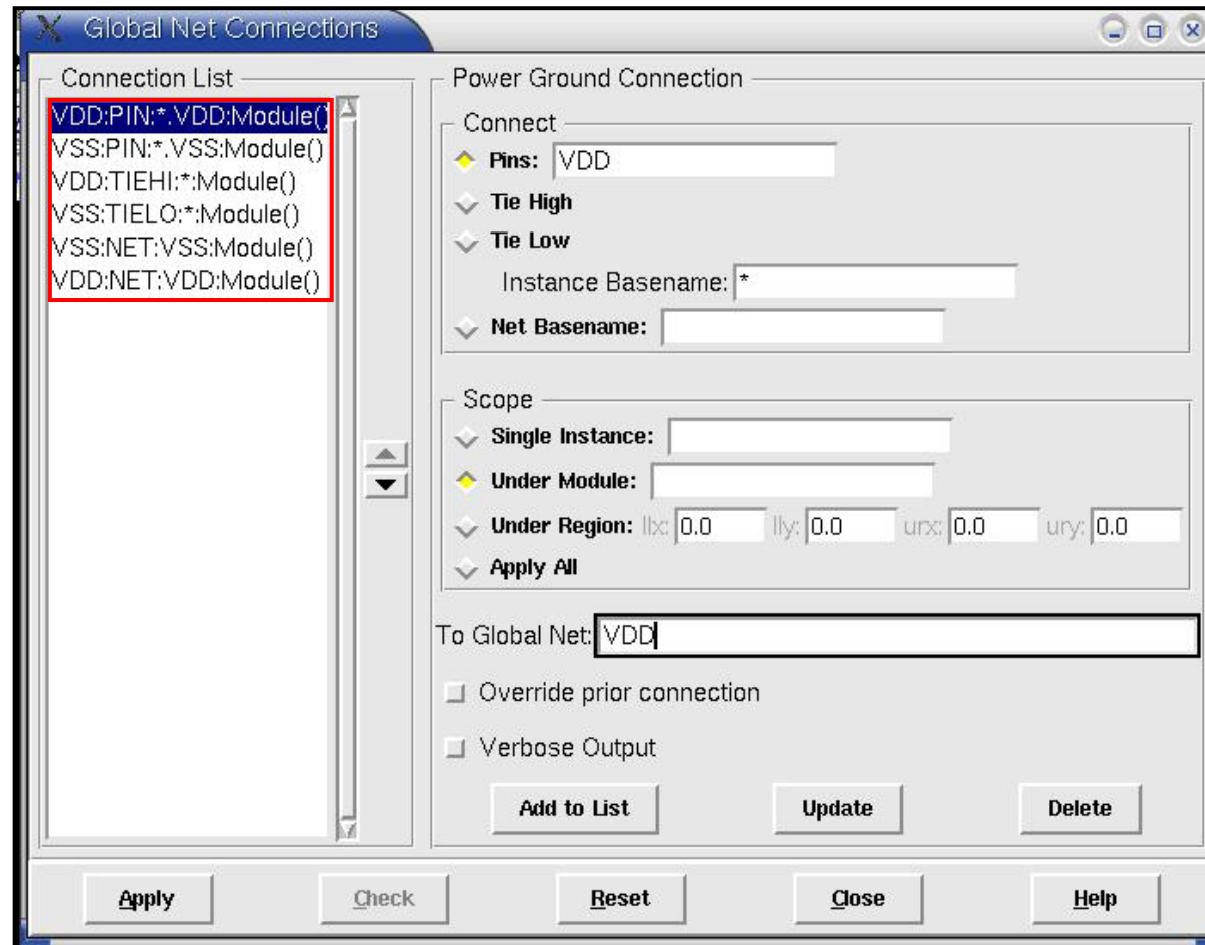 Global Net Connections
Connection List
VDD:PIN:*.VDD:Module()
VSS:PIN:*.VSS:Module()
VDD:TIEHI:*:Module()
VSS:TIELO:*:Module()
VSS:NET:VSS:Module()
VDD:NET:VDD:Module()
Power Ground Connection
Connect
Pins: VDD
Tie High
Tie Low
Instance Basename: *
Net Basename:
Scope
Single Instance:
Under Module:
Under Region: llx: 0.0 lly: 0.0 urx: 0.0 ury: 0.0
Apply All
To Global Net: VDD
Override prior connection
Verbose Output
Add to List Update Delete
Apply Check Reset Close Help